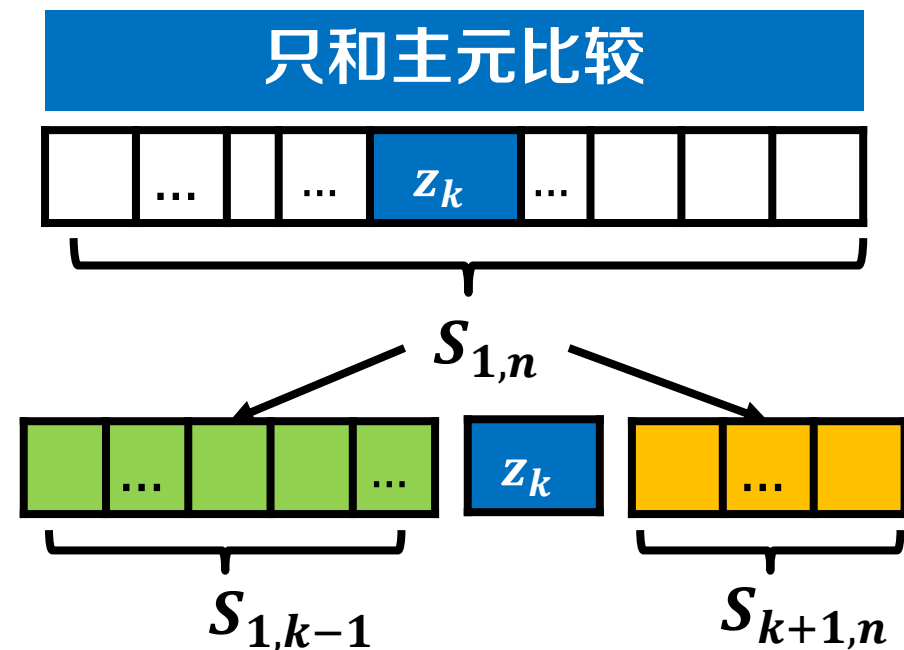 只和主元比较
... ... z_k ...
S_{1,n}
... ... z_k ...
S_{1,k-1} S_{k+1,n}